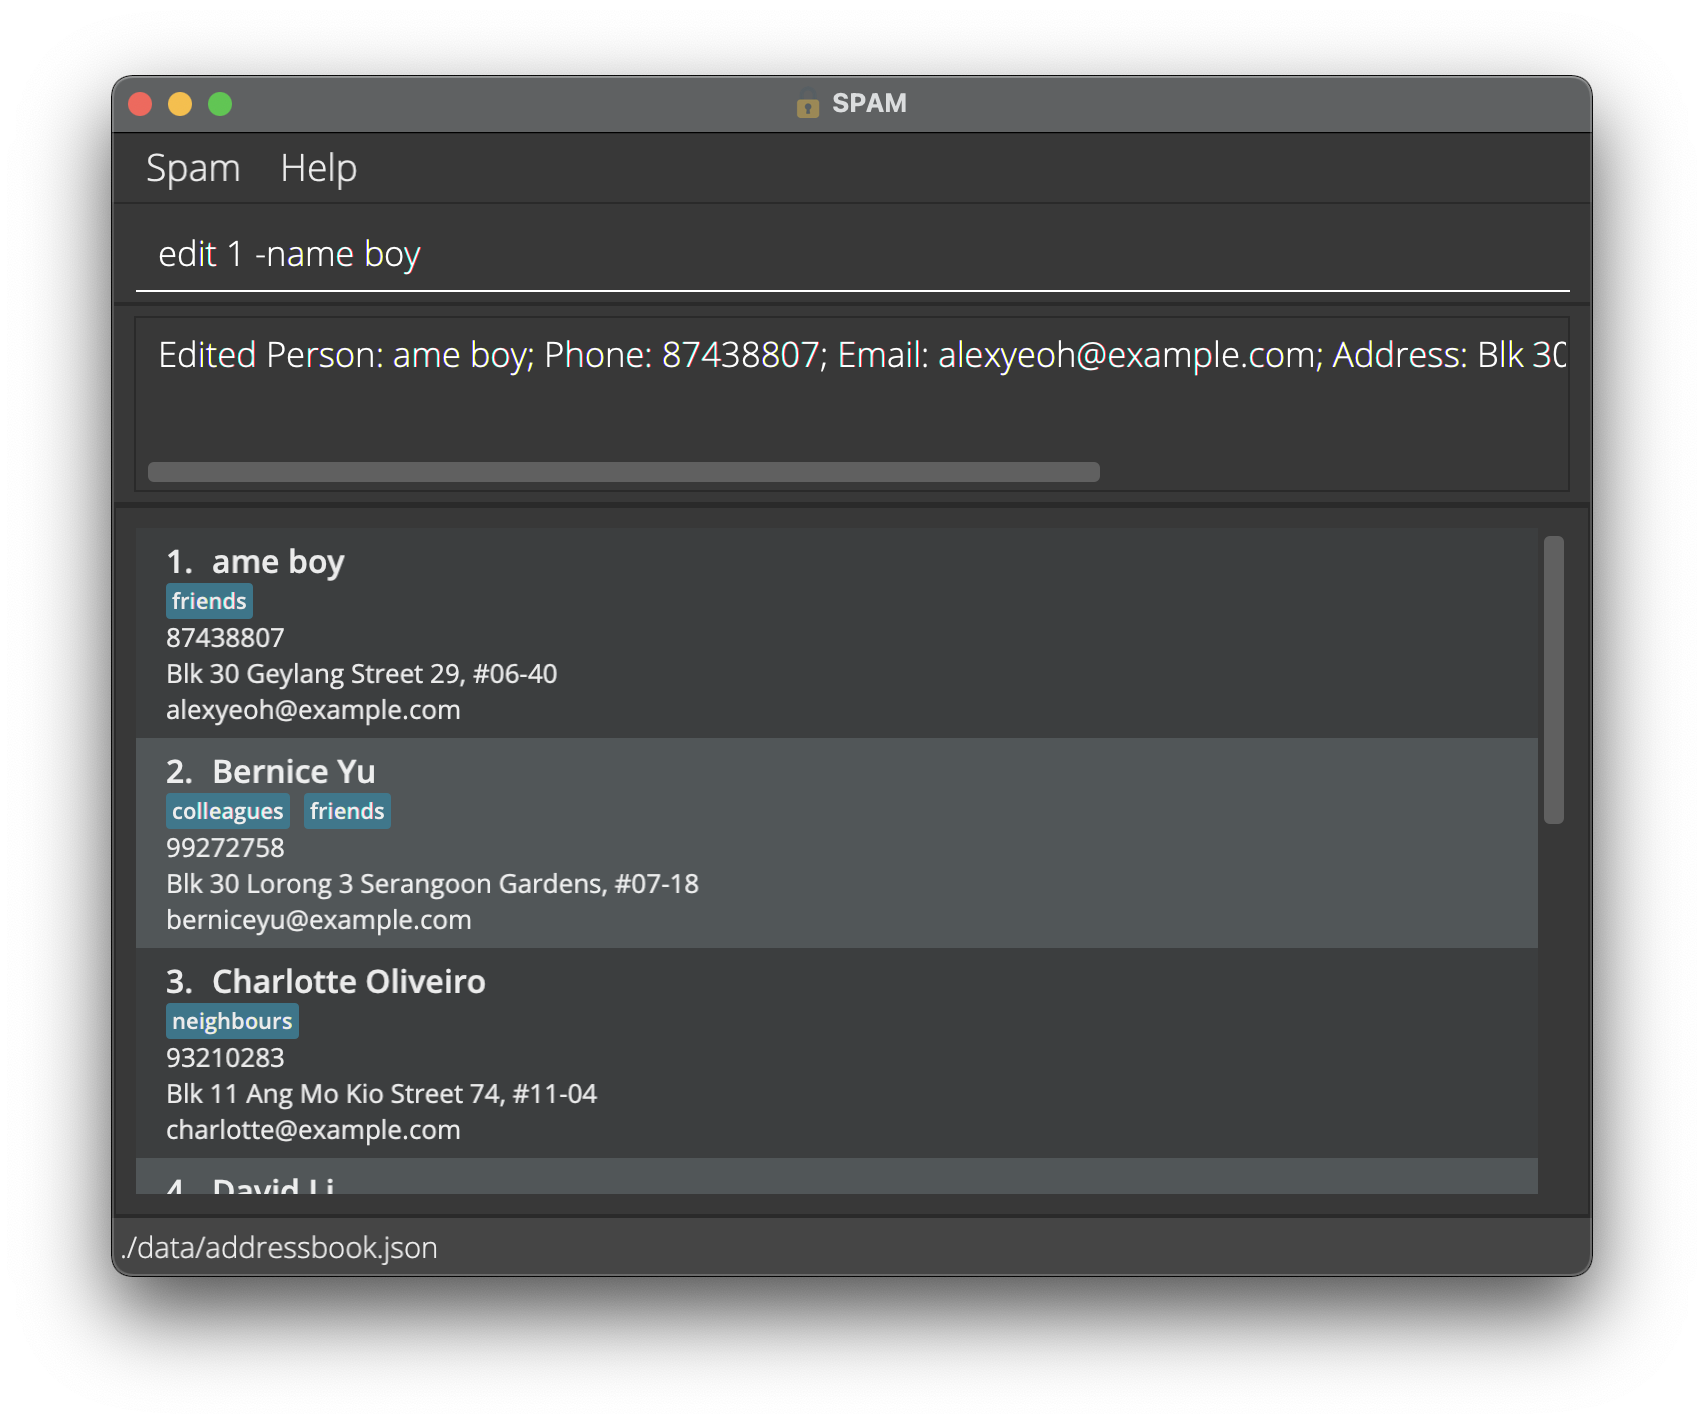 SPAM
Spam Help
edit 1 -name boy
Edited Person: ame boy; Phone: 87438807; Email: alexyeoh@example.com; Address: Blk 30
1. ame boy
friends
87438807
Blk 30 Geylang Street 29, #06-40
alexyeoh@example.com
2. Bernice Yu
colleagues friends
99272758
Blk 30 Lorong 3 Serangoon Gardens, #07-18
berniceyu@example.com
3. Charlotte Oliveiro
neighbours
93210283
Blk 11 Ang Mo Kio Street 74, #11-04
charlotte@example.com
4. David Li
./data/addressbook.json